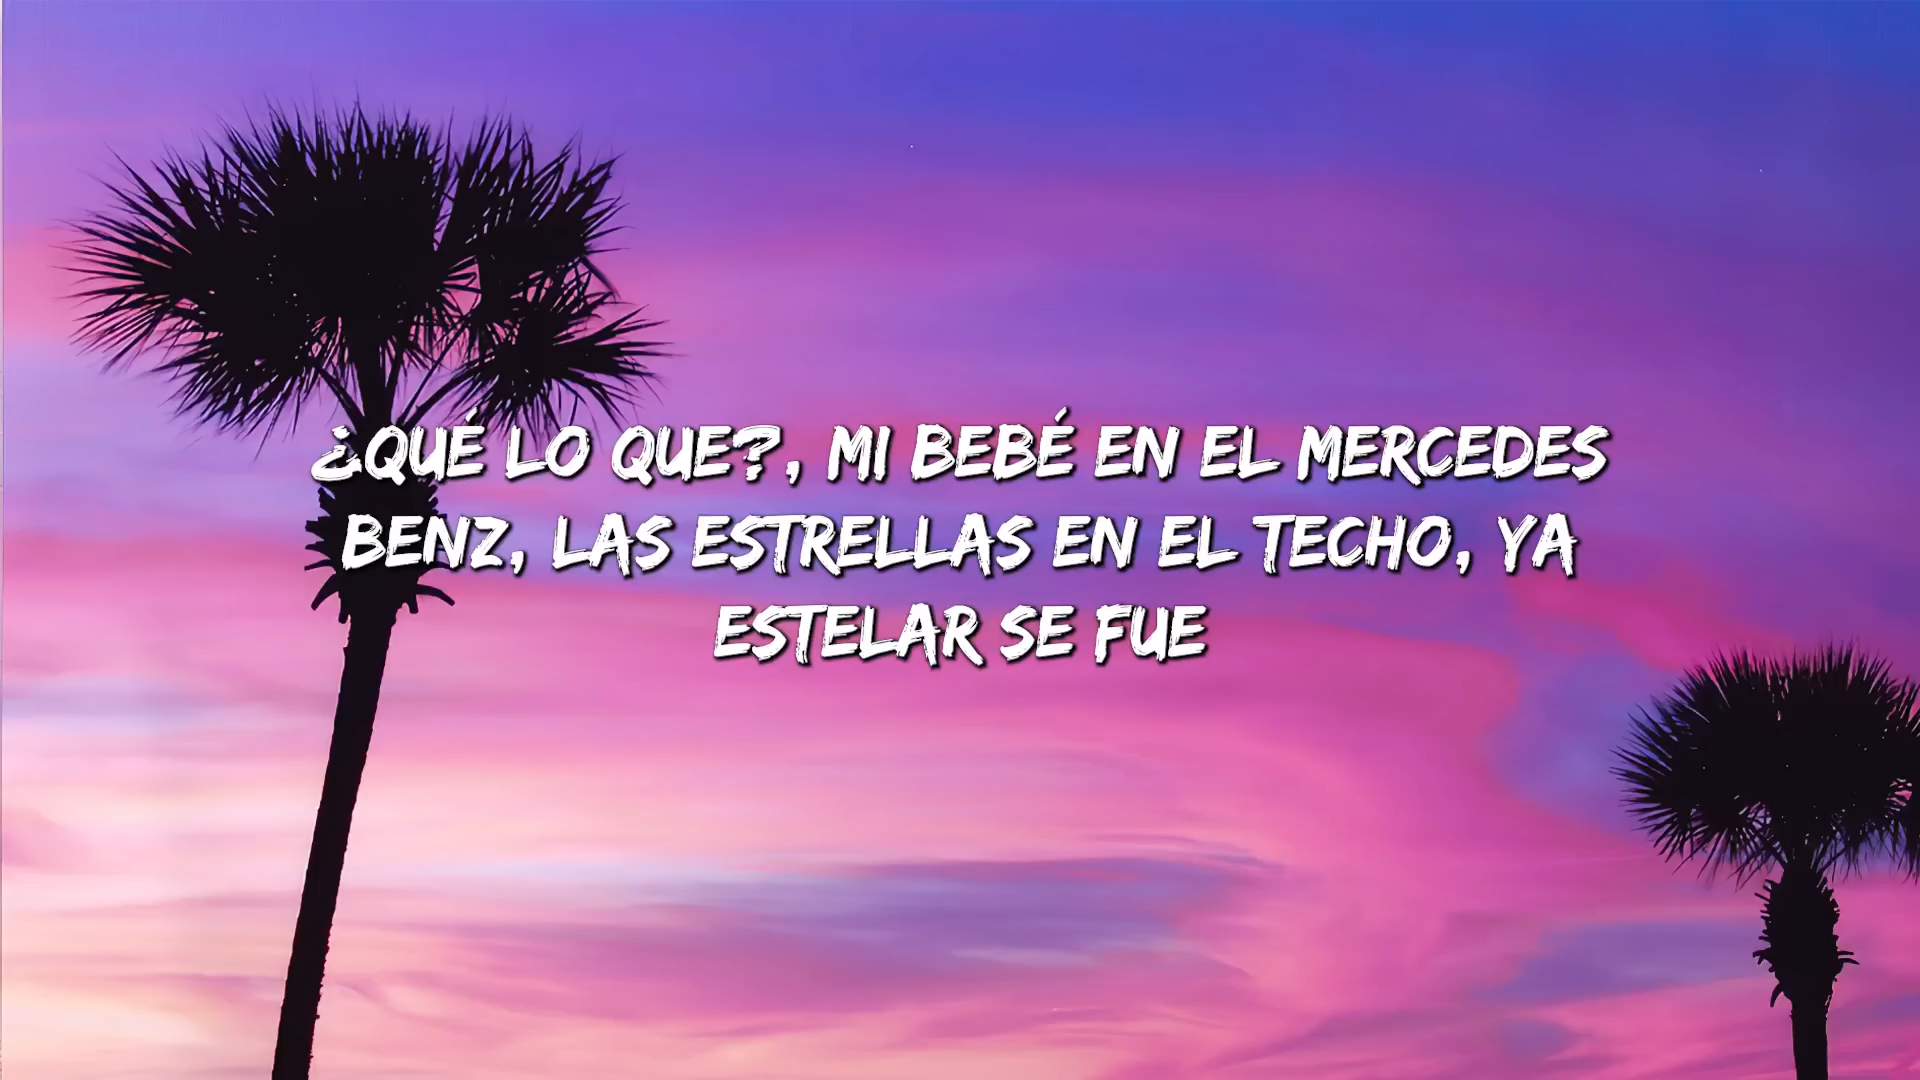 ¿QUÉ LO QUE?, MI BEBÉ EN EL MERCEDES
BENZ, LAS ESTRELLAS EN EL TECHO, YA
ESTELAR SE FUE